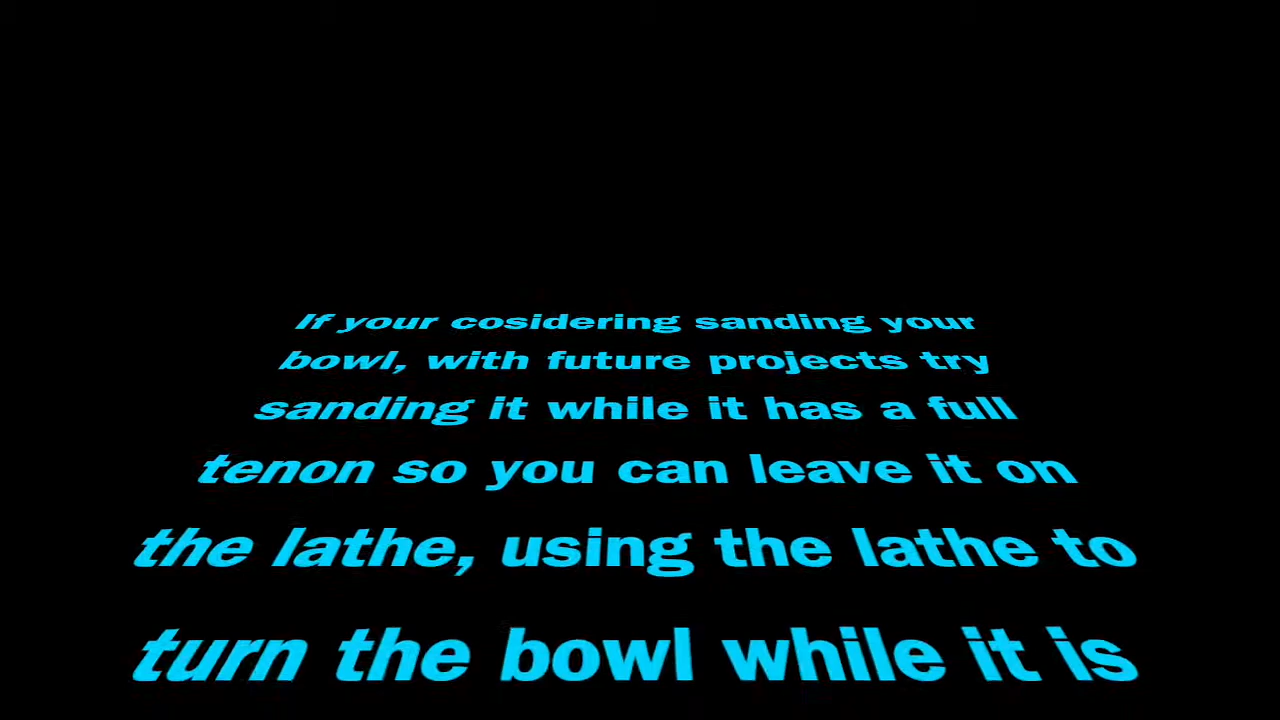 If your cosidering sanding your
bowl, with future projects try
sanding it while it has a full
tenon so you can leave it on
the lathe, using the lathe to
turn the bowl while it is